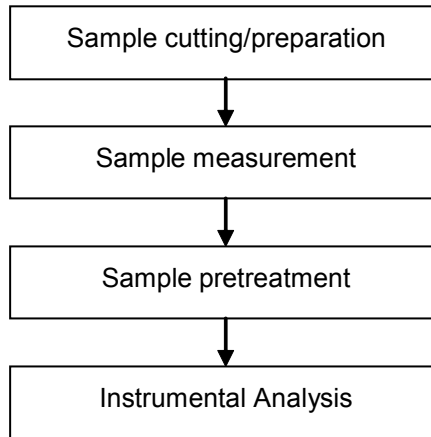 Sample cutting/preparation
Sample measurement
Sample pretreatment
Instrumental Analysis